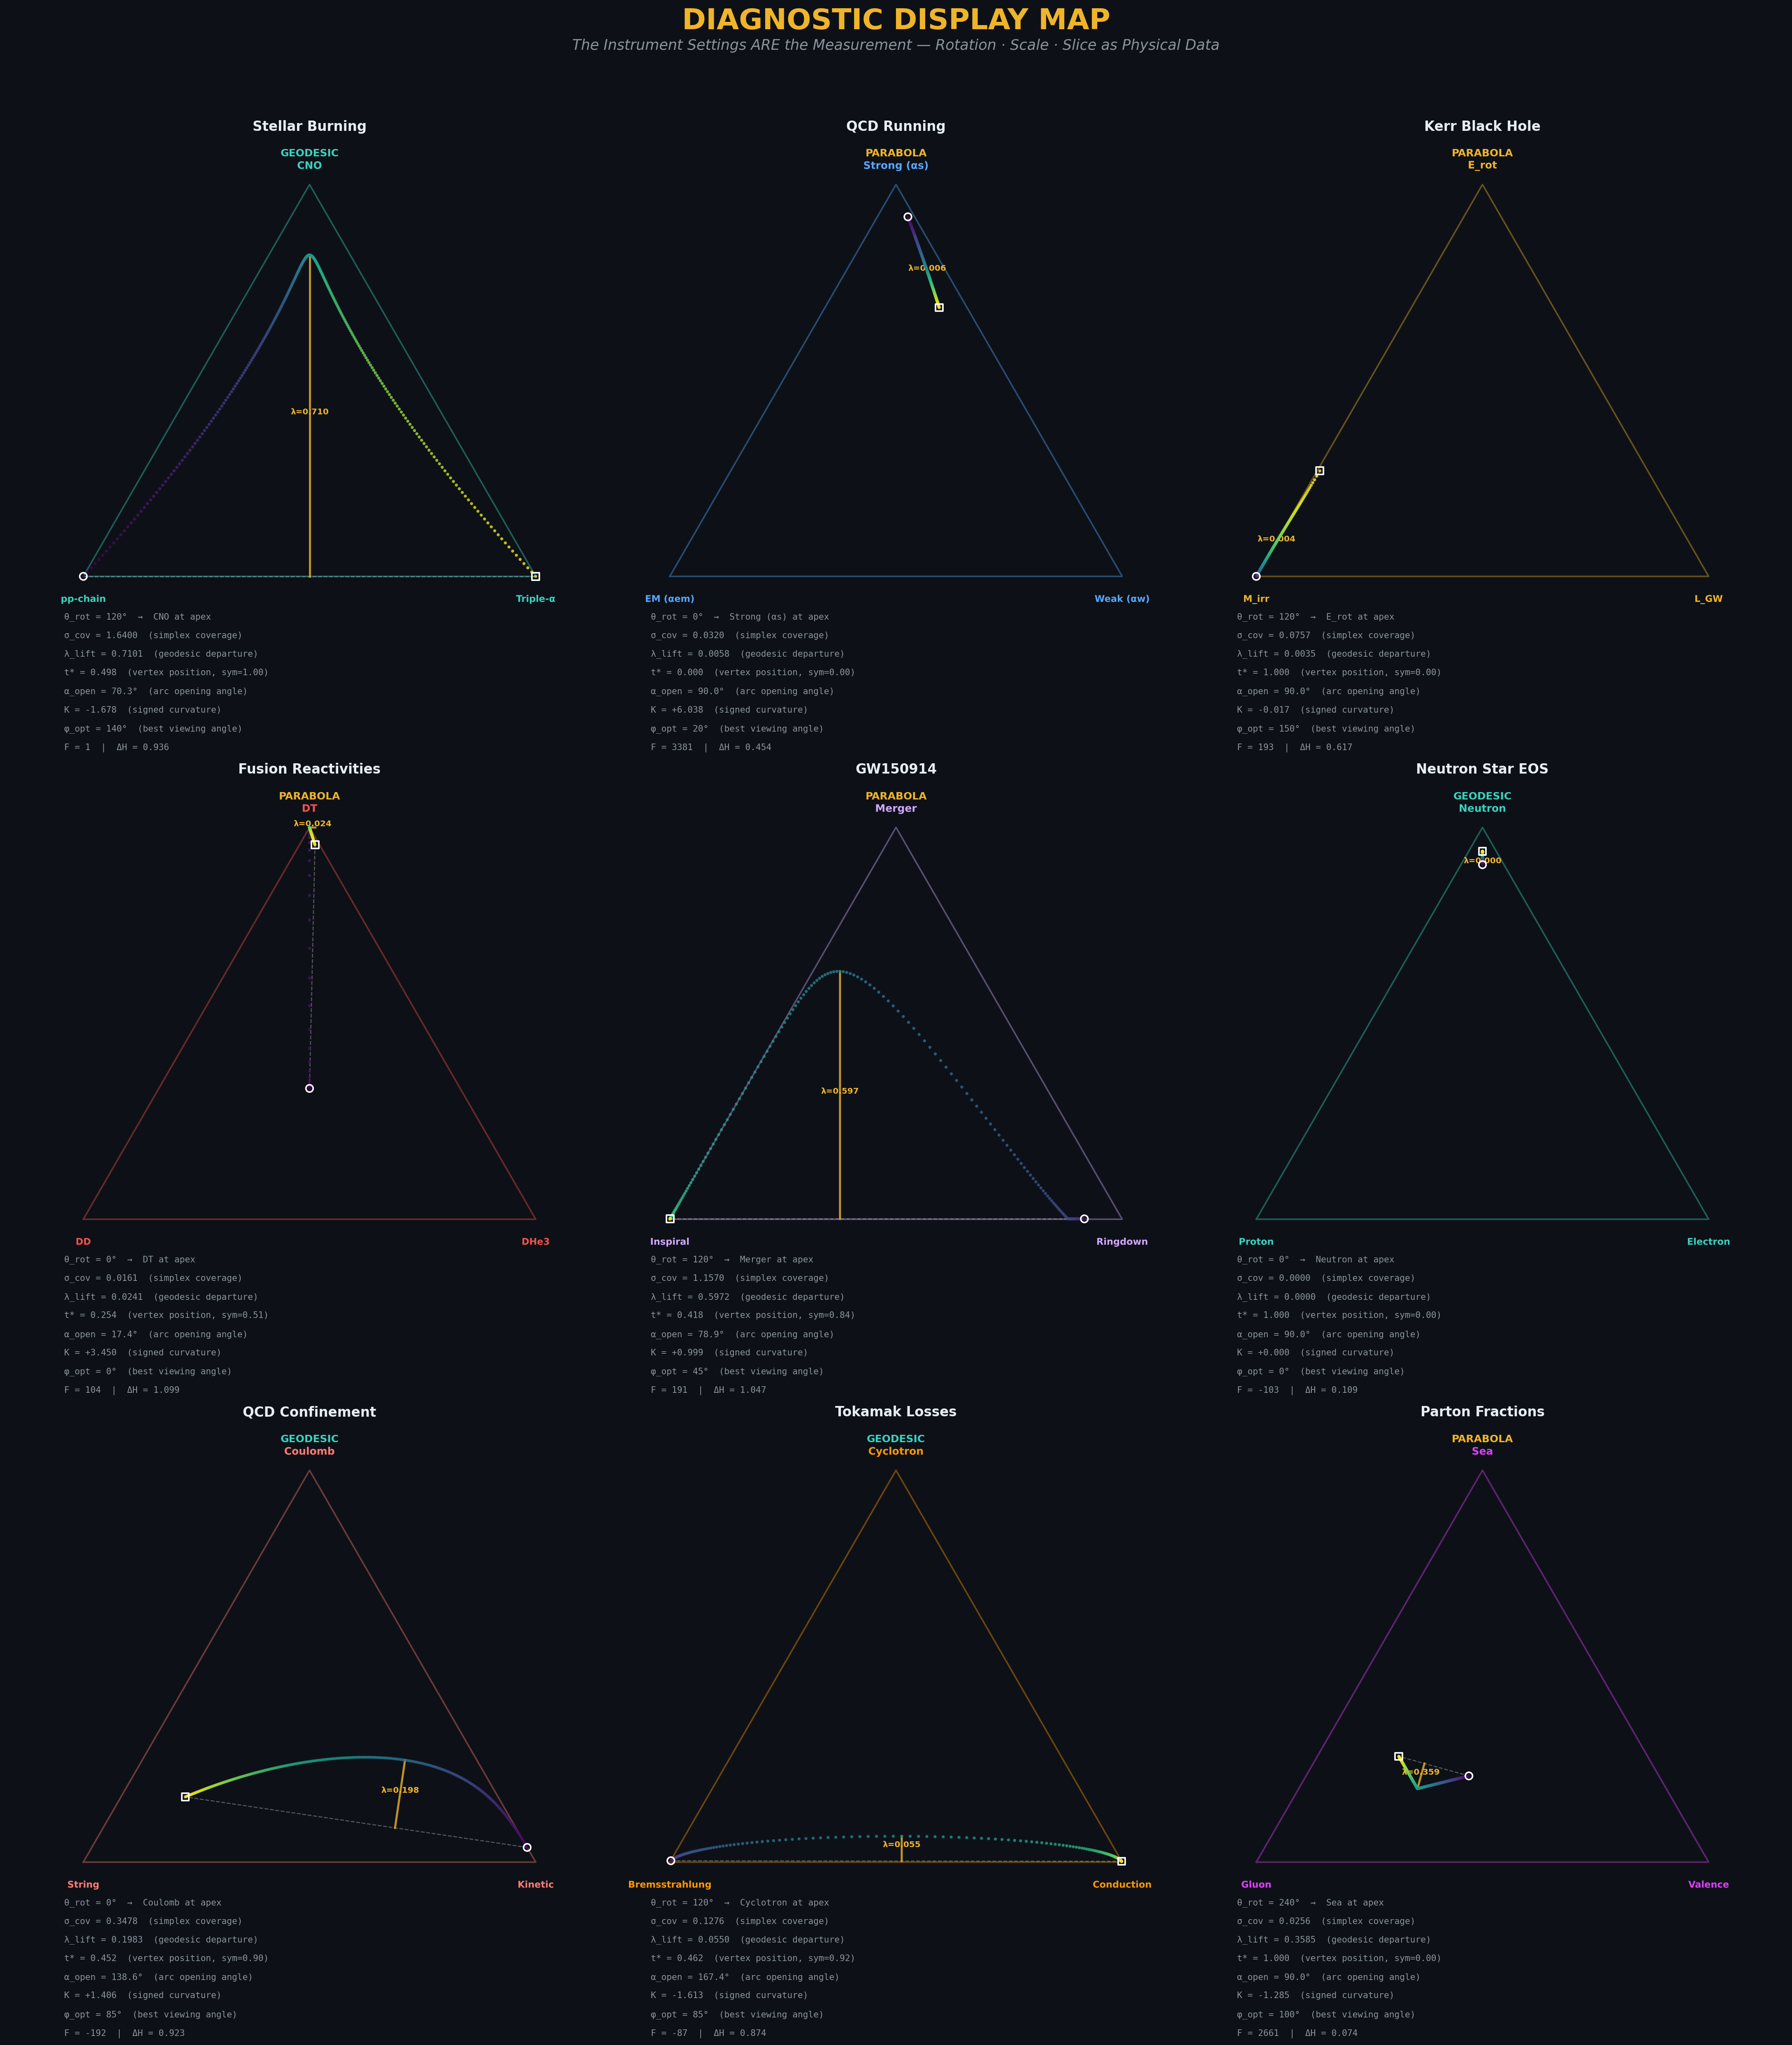 DIAGNOSTIC DISPLAY MAP
The Instrument Settings ARE the Measurement — Rotation · Scale · Slice as Physical Data
Stellar Burning
GEODESIC
CNO
λ=0.710
pp-chain
Triple-α
θ_rot = 120° → CNO at apex
σ_cov = 1.6400 (simplex coverage)
λ_lift = 0.7101 (geodesic departure)
t* = 0.498 (vertex position, sym=1.00)
α_open = 70.3° (arc opening angle)
K = -1.678 (signed curvature)
φ_opt = 140° (best viewing angle)
F = 1 | ΔH = 0.936
QCD Running
PARABOLA
Strong (αs)
λ=0.006
EM (αem)
Weak (αw)
θ_rot = 0° → Strong (αs) at apex
σ_cov = 0.0320 (simplex coverage)
λ_lift = 0.0058 (geodesic departure)
t* = 0.000 (vertex position, sym=0.00)
α_open = 90.0° (arc opening angle)
K = +6.038 (signed curvature)
φ_opt = 20° (best viewing angle)
F = 3381 | ΔH = 0.454
Kerr Black Hole
PARABOLA
E_rot
λ=0.004
M_irr
L_GW
θ_rot = 120° → E_rot at apex
σ_cov = 0.0757 (simplex coverage)
λ_lift = 0.0035 (geodesic departure)
t* = 1.000 (vertex position, sym=0.00)
α_open = 90.0° (arc opening angle)
K = -0.017 (signed curvature)
φ_opt = 150° (best viewing angle)
F = 193 | ΔH = 0.617
Fusion Reactivities
PARABOLA
DT
λ=0.024
DD
DHe3
θ_rot = 0° → DT at apex
σ_cov = 0.0161 (simplex coverage)
λ_lift = 0.0241 (geodesic departure)
t* = 0.254 (vertex position, sym=0.51)
α_open = 17.4° (arc opening angle)
K = +3.450 (signed curvature)
φ_opt = 0° (best viewing angle)
F = 104 | ΔH = 1.099
GW150914
PARABOLA
Merger
λ=0.597
Inspiral
Ringdown
θ_rot = 120° → Merger at apex
σ_cov = 1.1570 (simplex coverage)
λ_lift = 0.5972 (geodesic departure)
t* = 0.418 (vertex position, sym=0.84)
α_open = 78.9° (arc opening angle)
K = +0.999 (signed curvature)
φ_opt = 45° (best viewing angle)
F = 191 | ΔH = 1.047
Neutron Star EOS
GEODESIC
Neutron
λ=0.000
Proton
Electron
θ_rot = 0° → Neutron at apex
σ_cov = 0.0000 (simplex coverage)
λ_lift = 0.0000 (geodesic departure)
t* = 1.000 (vertex position, sym=0.00)
α_open = 90.0° (arc opening angle)
K = +0.000 (signed curvature)
φ_opt = 0° (best viewing angle)
F = -103 | ΔH = 0.109
QCD Confinement
GEODESIC
Coulomb
λ=0.198
String
Kinetic
θ_rot = 0° → Coulomb at apex
σ_cov = 0.3478 (simplex coverage)
λ_lift = 0.1983 (geodesic departure)
t* = 0.452 (vertex position, sym=0.90)
α_open = 138.6° (arc opening angle)
K = +1.406 (signed curvature)
φ_opt = 85° (best viewing angle)
F = -192 | ΔH = 0.923
Tokamak Losses
GEODESIC
Cyclotron
λ=0.055
Bremsstrahlung
Conduction
θ_rot = 120° → Cyclotron at apex
σ_cov = 0.1276 (simplex coverage)
λ_lift = 0.0550 (geodesic departure)
t* = 0.462 (vertex position, sym=0.92)
α_open = 167.4° (arc opening angle)
K = -1.613 (signed curvature)
φ_opt = 85° (best viewing angle)
F = -87 | ΔH = 0.874
Parton Fractions
PARABOLA
Sea
λ=0.359
Gluon
Valence
θ_rot = 240° → Sea at apex
σ_cov = 0.0256 (simplex coverage)
λ_lift = 0.3585 (geodesic departure)
t* = 1.000 (vertex position, sym=0.00)
α_open = 90.0° (arc opening angle)
K = -1.285 (signed curvature)
φ_opt = 100° (best viewing angle)
F = 2661 | ΔH = 0.074